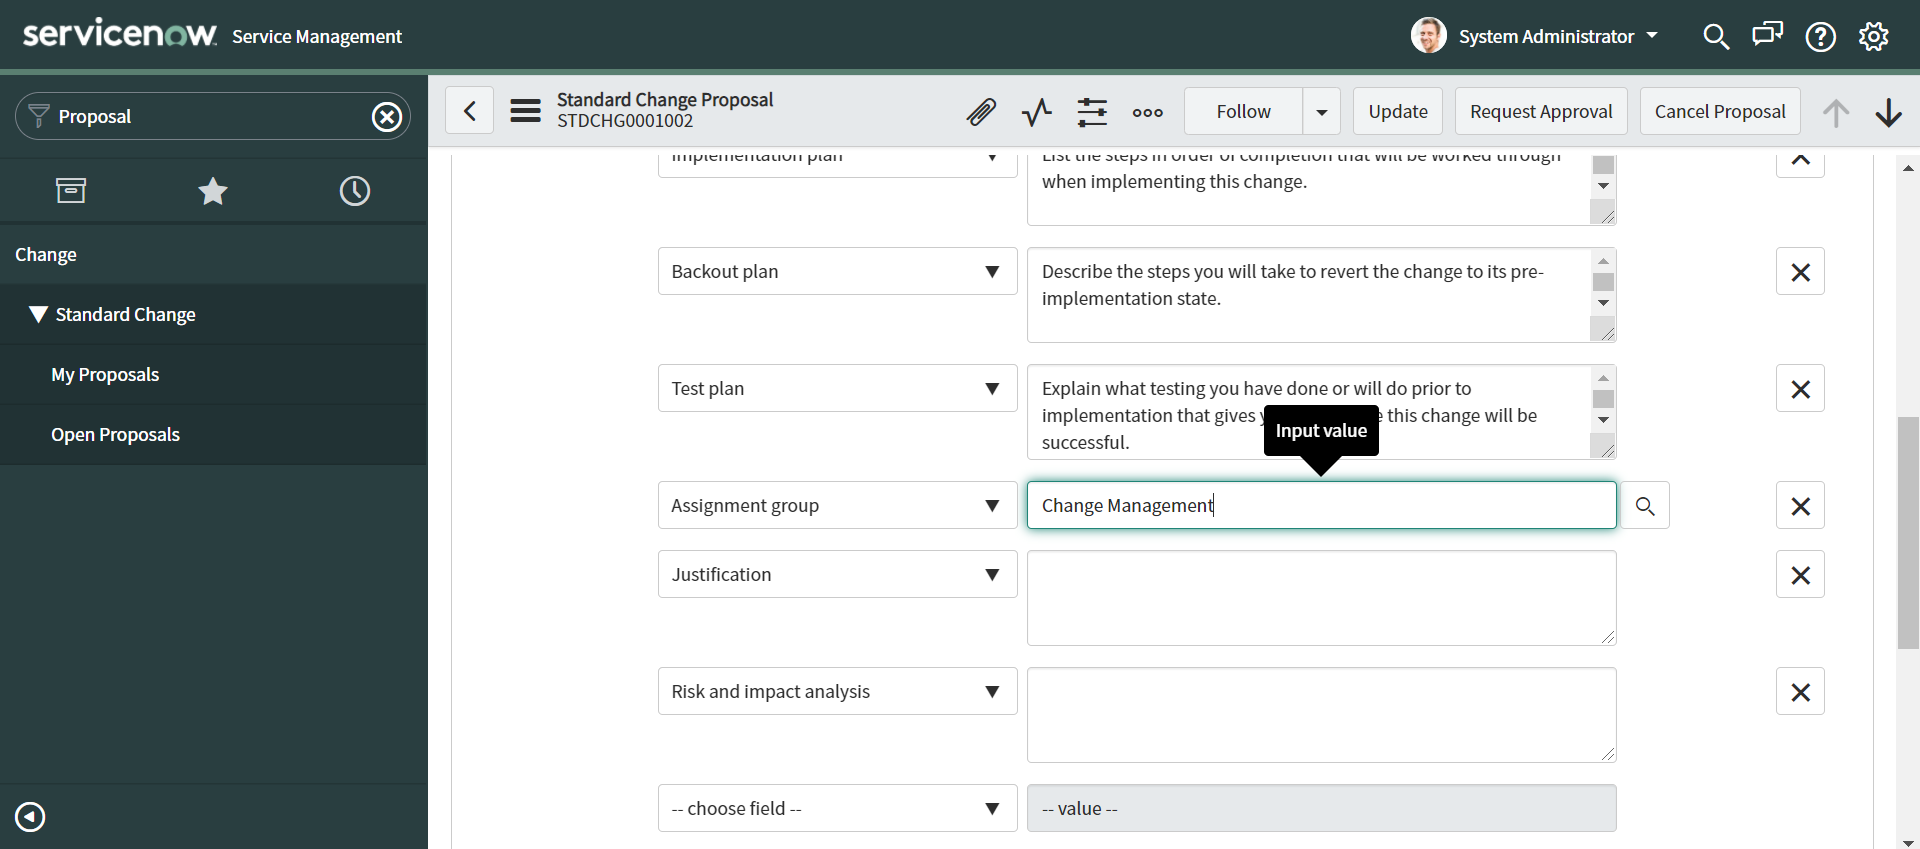 servicenow Service Management
System Administrator
Proposal
Standard Change Proposal
STDCHG0001002
Follow
Update
Request Approval
Cancel Proposal
Change
Standard Change
My Proposals
Open Proposals
Implementation plan
List the steps in order of completion that will be worked through
when implementing this change.
Backout plan
Describe the steps you will take to revert the change to its pre-
implementation state.
Test plan
Explain what testing you have done or will do prior to
implementation that gives this change will be
successful.
Input value
Assignment group
Change Management
Justification
Risk and impact analysis
-- choose field --
-- value --